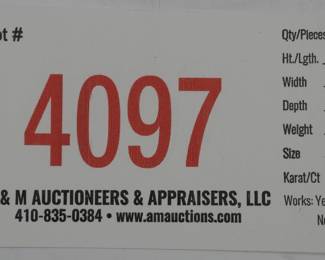 ot #
4097
& M AUCTIONEERS & APPRAISERS, LLC
410-835-0384 • www.amauctions.com
Qty/Pieces
Ht./Lgth.
Width
Depth
Weight
Size
Karat/Ct
Works: Ye